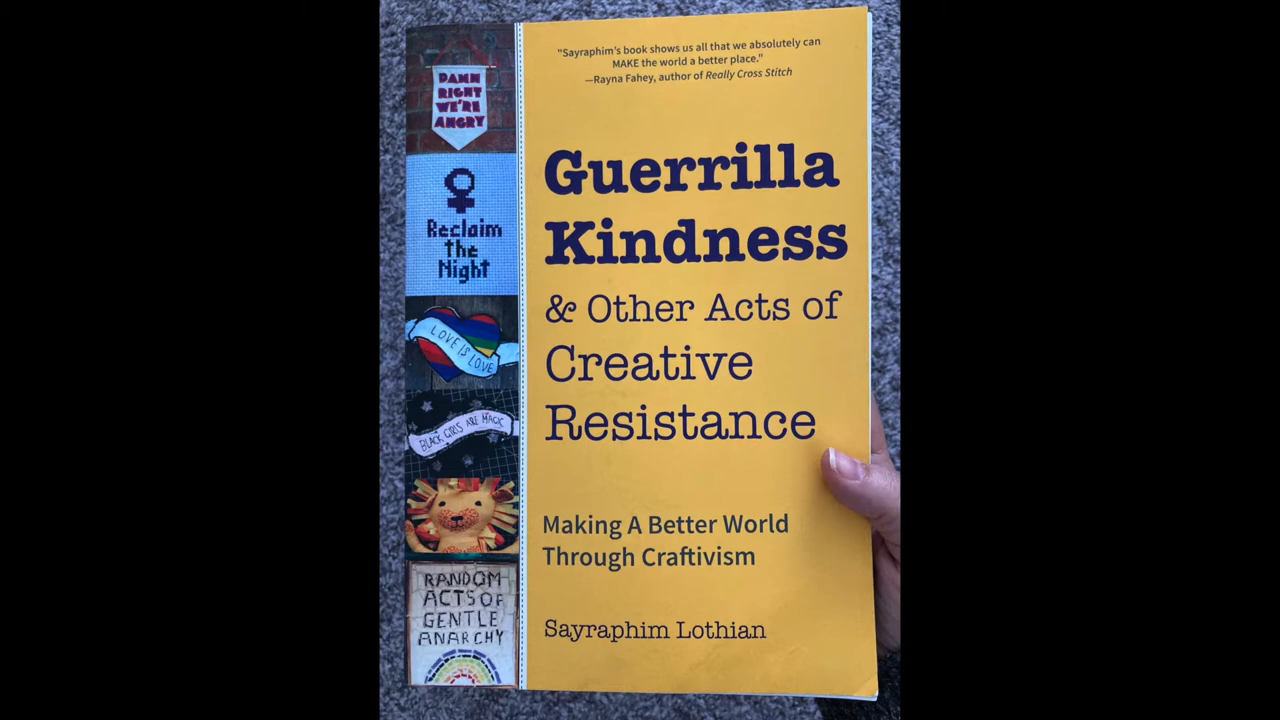 "Sayraphim's book shows us all that we absolutely can
MAKE the world a better place."
—Rayna Fahey, author of Really Cross Stitch
Guerrilla
Kindness
& Other Acts of
Creative
Resistance
Making A Better World
Through Craftivism
Sayraphim Lothian
DAMN
RIGHT
WE'RE
ANGRY
Reclaim
the
Night
LOVE IS LOVE
BLACK GIRLS ARE MAGIC
RANDOM
ACTS OF
GENTLE
ANARCHY